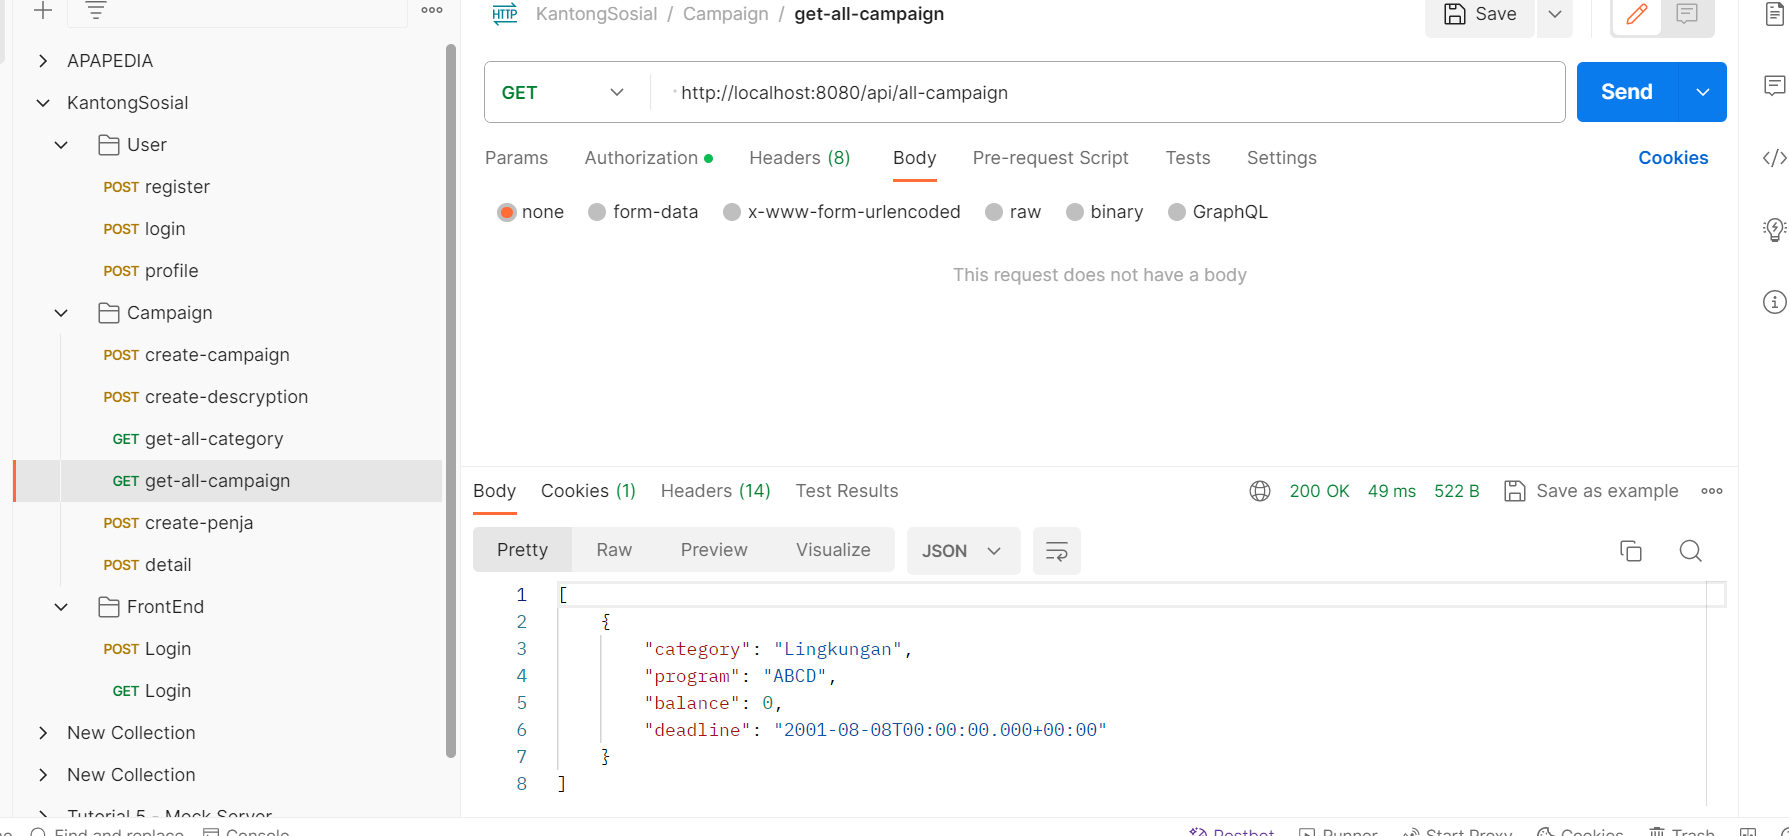 HTTP KantongSosial / Campaign / get-all-campaign
Save
APAPEDIA
KantongSosial
User
POST register
POST login
POST profile
Campaign
POST create-campaign
POST create-descryption
GET get-all-category
GET get-all-campaign
POST create-penja
POST detail
FrontEnd
POST Login
GET Login
New Collection
New Collection
Tutorial 5 - Mock Server
GET http://localhost:8080/api/all-campaign Send
Params Authorization Headers (8) Body Pre-request Script Tests Settings Cookies
none form-data x-www-form-urlencoded raw binary GraphQL
This request does not have a body
Body Cookies (1) Headers (14) Test Results 200 OK 49 ms 522 B Save as example
Pretty Raw Preview Visualize JSON
1 [
2 {
3 "category": "Lingkungan",
4 "program": "ABCD",
5 "balance": 0,
6 "deadline": "2001-08-08T00:00:00.000+00:00"
7 }
8 ]
Find and replace Console Postbot Runner Start Proxy Cookies Trash